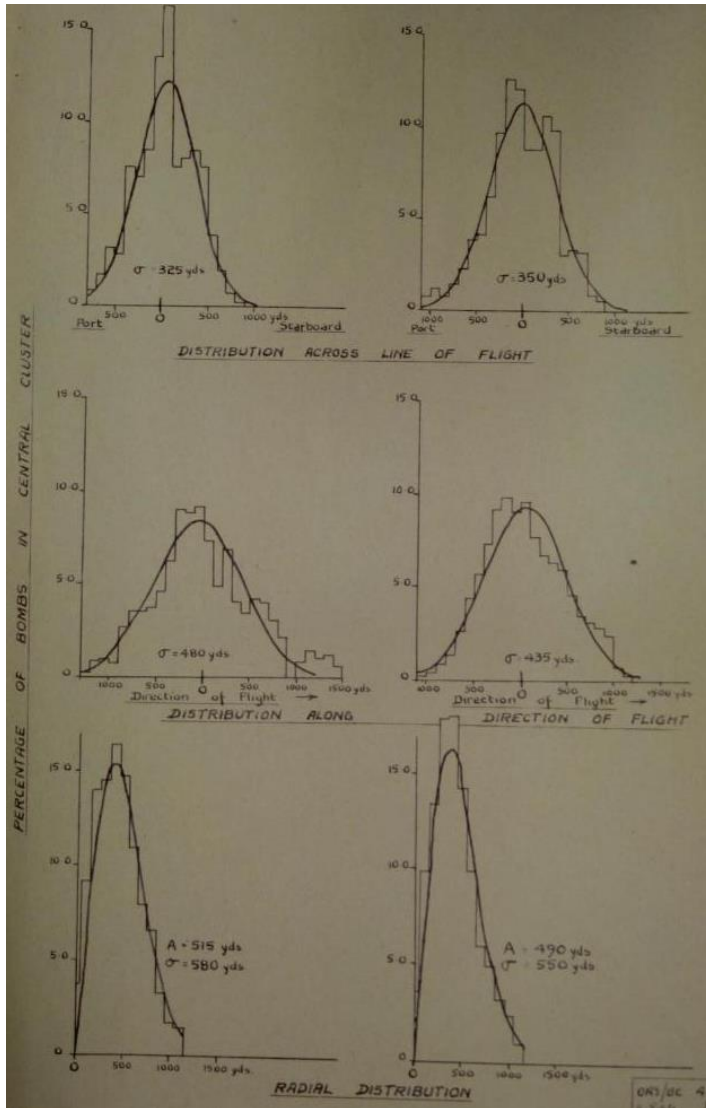 PERCENTAGE OF BOMBS IN CENTRAL CLUSTER
15.0
10.0
5.0
0
σ = 325 yds
500 0 500 1000 yds
Port Starboard
15.0
10.0
5.0
0
σ = 350 yds
1000 500 0 500 1000 yds
Port Starboard
DISTRIBUTION ACROSS LINE OF FLIGHT
15.0
10.0
5.0
0
σ = 480 yds
1000 500 0 500 1000 1500 yds
Direction of Flight →
15.0
10.0
5.0
0
σ = 435 yds
1000 500 0 500 1000 1500 yds
Direction of Flight →
DISTRIBUTION ALONG DIRECTION OF FLIGHT
15.0
10.0
5.0
0
A = 515 yds
σ = 580 yds
0 500 1000 1500 yds.
15.0
10.0
5.0
0
A = 490 yds
σ = 550 yds
0 500 1000 1500 yds
RADIAL DISTRIBUTION
ORS/BC 4